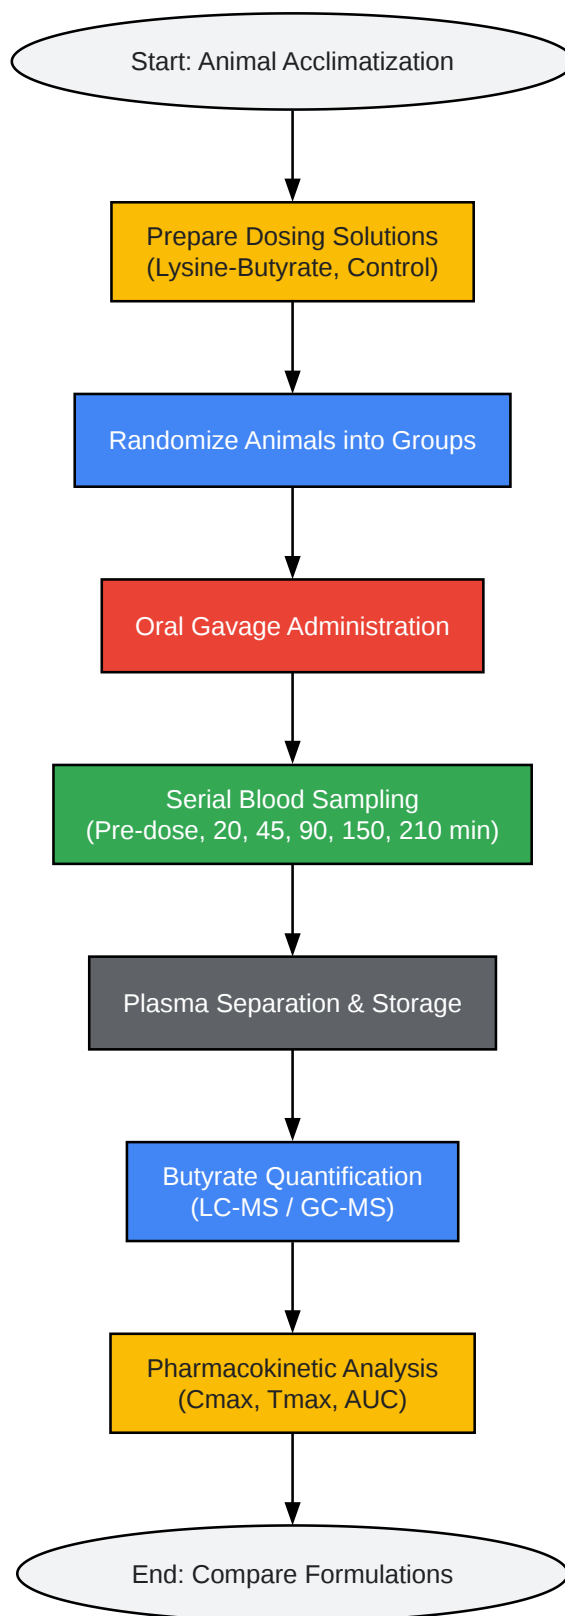 Start: Animal Acclimatization
Prepare Dosing Solutions
(Lysine-Butyrate, Control)
Randomize Animals into Groups
Oral Gavage Administration
Serial Blood Sampling
(Pre-dose, 20, 45, 90, 150, 210 min)
Plasma Separation & Storage
Butyrate Quantification
(LC-MS / GC-MS)
Pharmacokinetic Analysis
(Cmax, Tmax, AUC)
End: Compare Formulations